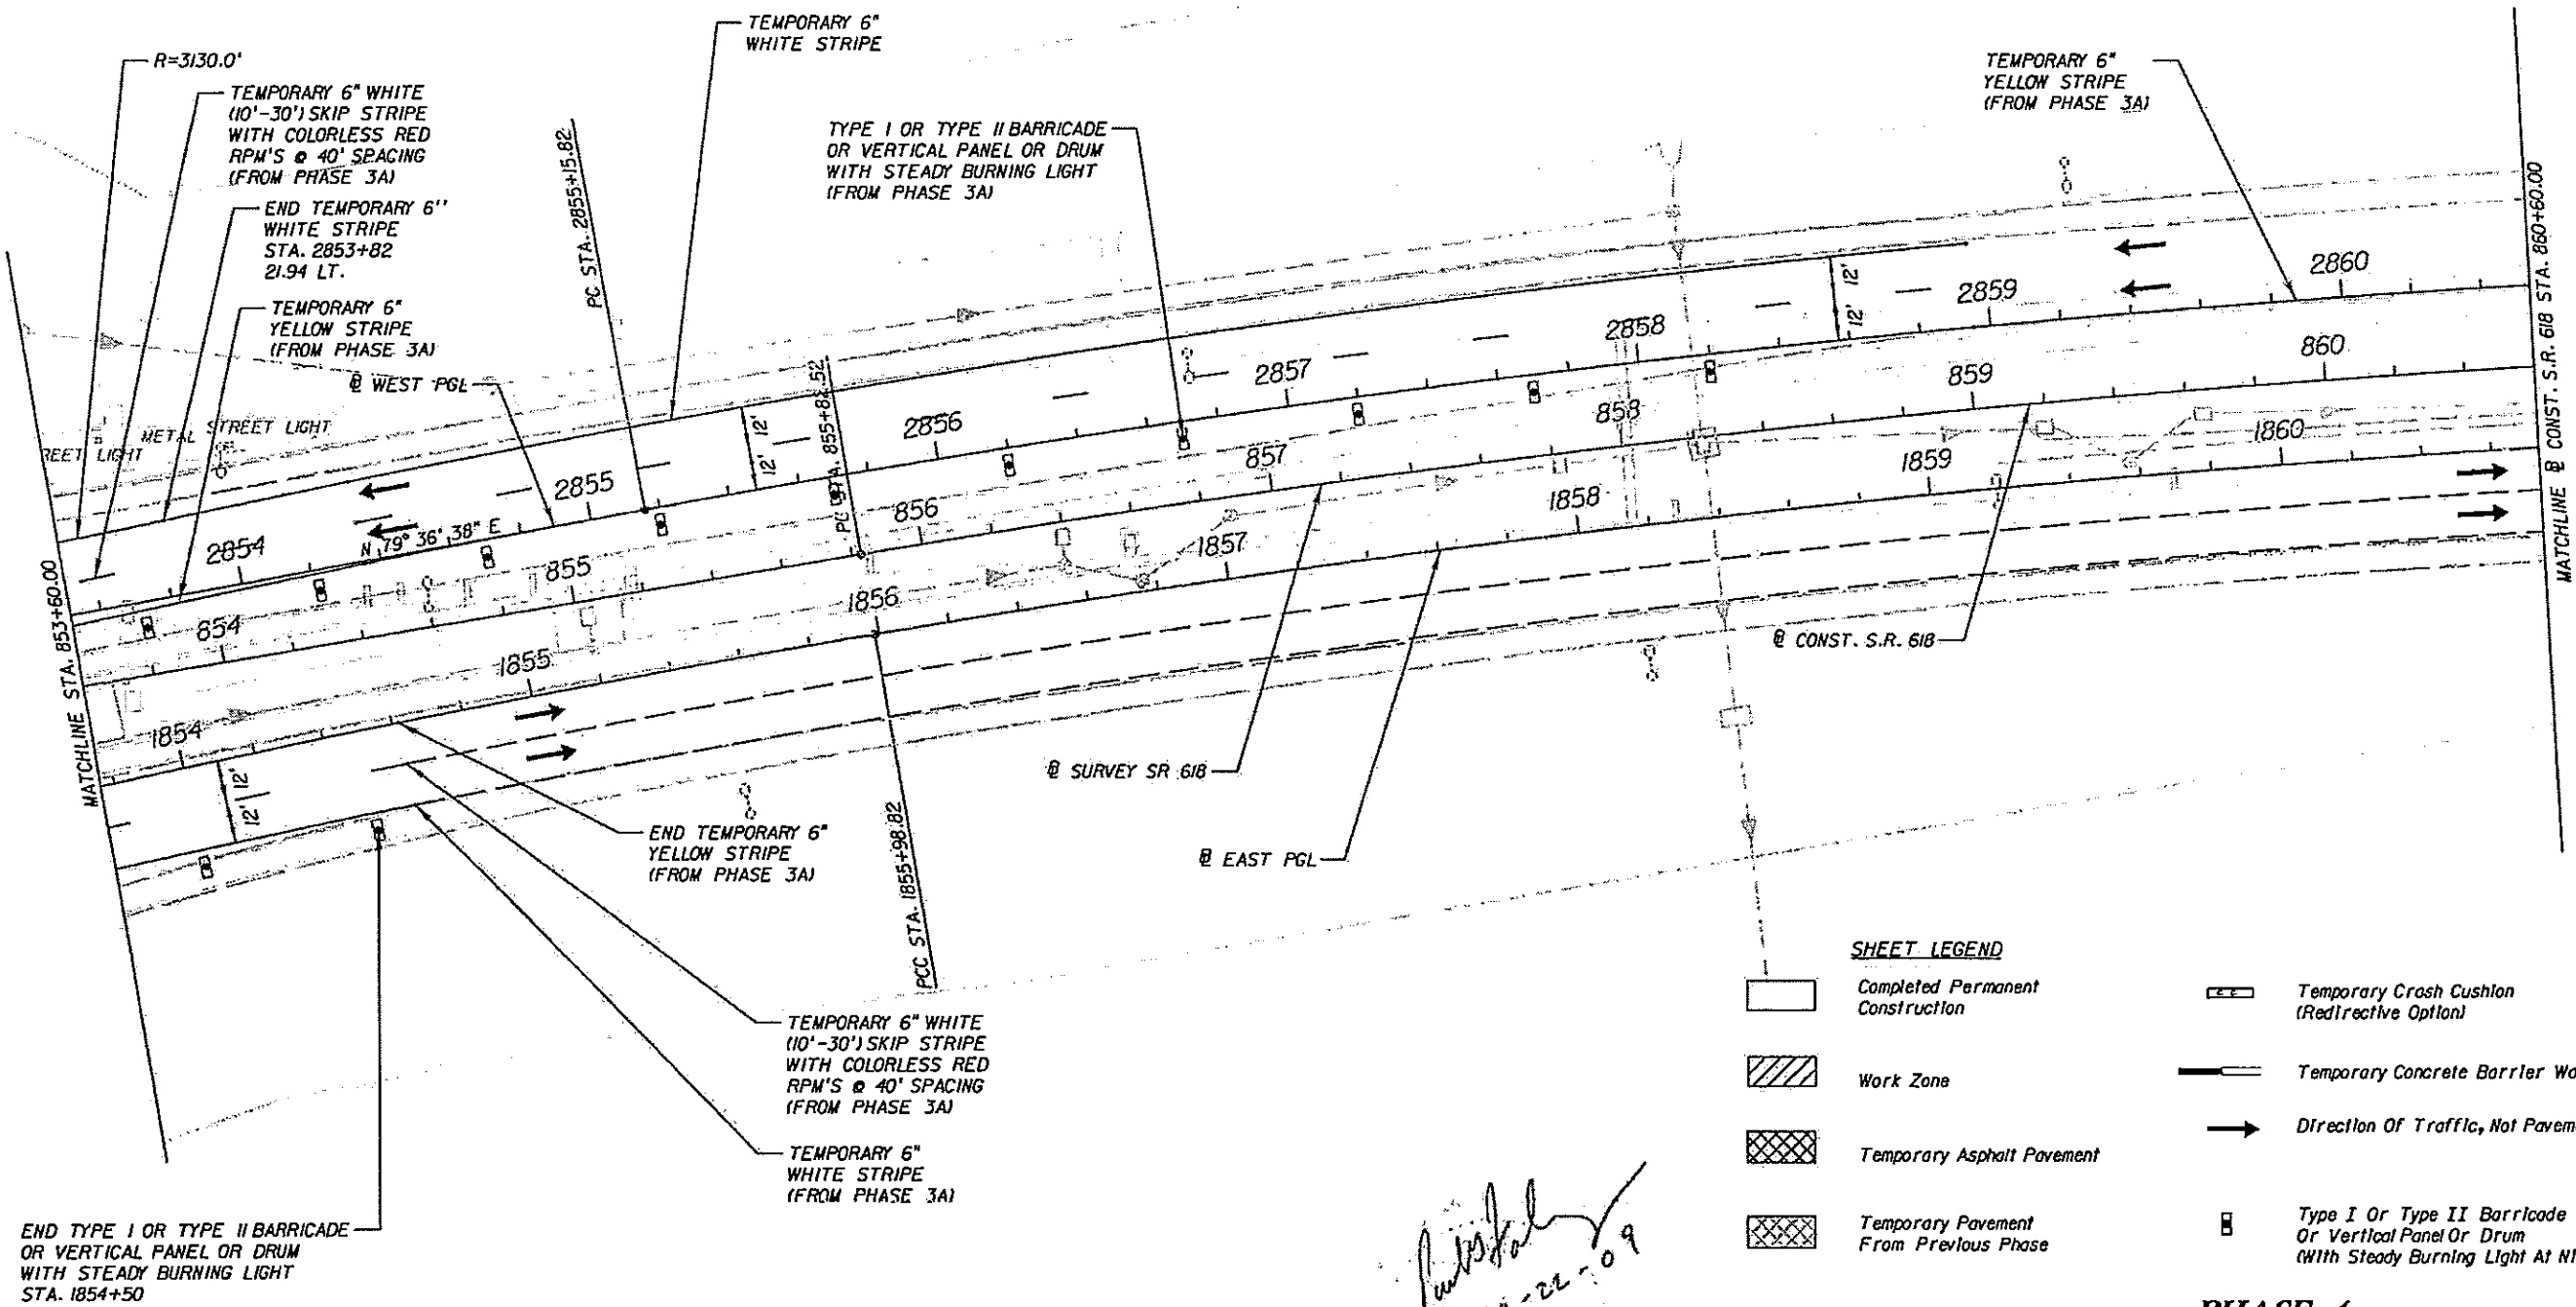 TEMPORARY 6"
WHITE STRIPE
R=3130.0'
TEMPORARY 6" WHITE
(10'-30') SKIP STRIPE
WITH COLORLESS RED
RPM'S @ 40' SPACING
(FROM PHASE 3A)
END TEMPORARY 6''
WHITE STRIPE
STA. 2853+82
21.94 LT.
TEMPORARY 6"
YELLOW STRIPE
(FROM PHASE 3A)
PC STA. 2855+15.82
TYPE I OR TYPE II BARRICADE
OR VERTICAL PANEL OR DRUM
WITH STEADY BURNING LIGHT
(FROM PHASE 3A)
TEMPORARY 6"
YELLOW STRIPE
(FROM PHASE 3A)
℄ WEST PGL
METAL STREET LIGHT
REET LIGHT
STA. 855+82.52
N 79° 36' 38" E
2854
2855
2856
2857
2858
2859
2860
12'
12'
12'
12'
854
855
856
857
858
859
860
1854
1855
1856
1857
1858
1859
1860
12'
12'
MATCHLINE STA. 853+60.00
MATCHLINE ℄ CONST. S.R. 618 STA. 860+60.00
℄ CONST. S.R. 618
℄ SURVEY SR 618
℄ EAST PGL
PCC STA. 1855+98.82
END TEMPORARY 6"
YELLOW STRIPE
(FROM PHASE 3A)
TEMPORARY 6" WHITE
(10'-30') SKIP STRIPE
WITH COLORLESS RED
RPM'S @ 40' SPACING
(FROM PHASE 3A)
TEMPORARY 6"
WHITE STRIPE
(FROM PHASE 3A)
END TYPE I OR TYPE II BARRICADE
OR VERTICAL PANEL OR DRUM
WITH STEADY BURNING LIGHT
STA. 1854+50
SHEET LEGEND
Completed Permanent
Construction
Work Zone
Temporary Asphalt Pavement
Temporary Pavement
From Previous Phase
Temporary Crash Cushion
(Redirective Option)
Temporary Concrete Barrier Wa
Direction Of Traffic, Not Pavem
Type I Or Type II Barricade
Or Vertical Panel Or Drum
(With Steady Burning Light At Ni
-22-09